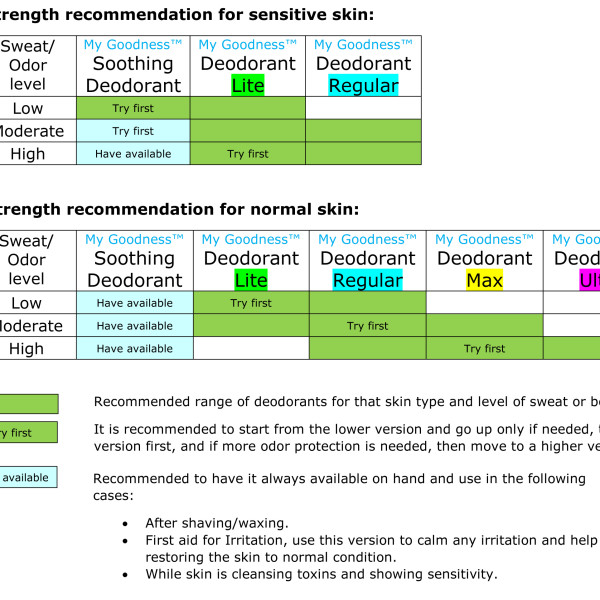 trength recommendation for sensitive skin:
Sweat/ Odor level
My Goodness™ Soothing Deodorant
My Goodness™ Deodorant Lite
My Goodness™ Deodorant Regular
Low Try first
Moderate Try first
High Have available Try first
trength recommendation for normal skin:
Sweat/ Odor level
My Goodness™ Soothing Deodorant
My Goodness™ Deodorant Lite
My Goodness™ Deodorant Regular
My Goodness™ Deodorant Max
My Goo Deod Ul
Low Have available Try first
oderate Have available Try first
High Have available Try first
Recommended range of deodorants for that skin type and level of sweat or b
ry first
It is recommended to start from the lower version and go up only if needed,
version first, and if more odor protection is needed, then move to a higher ve
available
Recommended to have it always available on hand and use in the following
cases:
• After shaving/waxing.
• First aid for Irritation, use this version to calm any irritation and help
restoring the skin to normal condition.
• While skin is cleansing toxins and showing sensitivity.